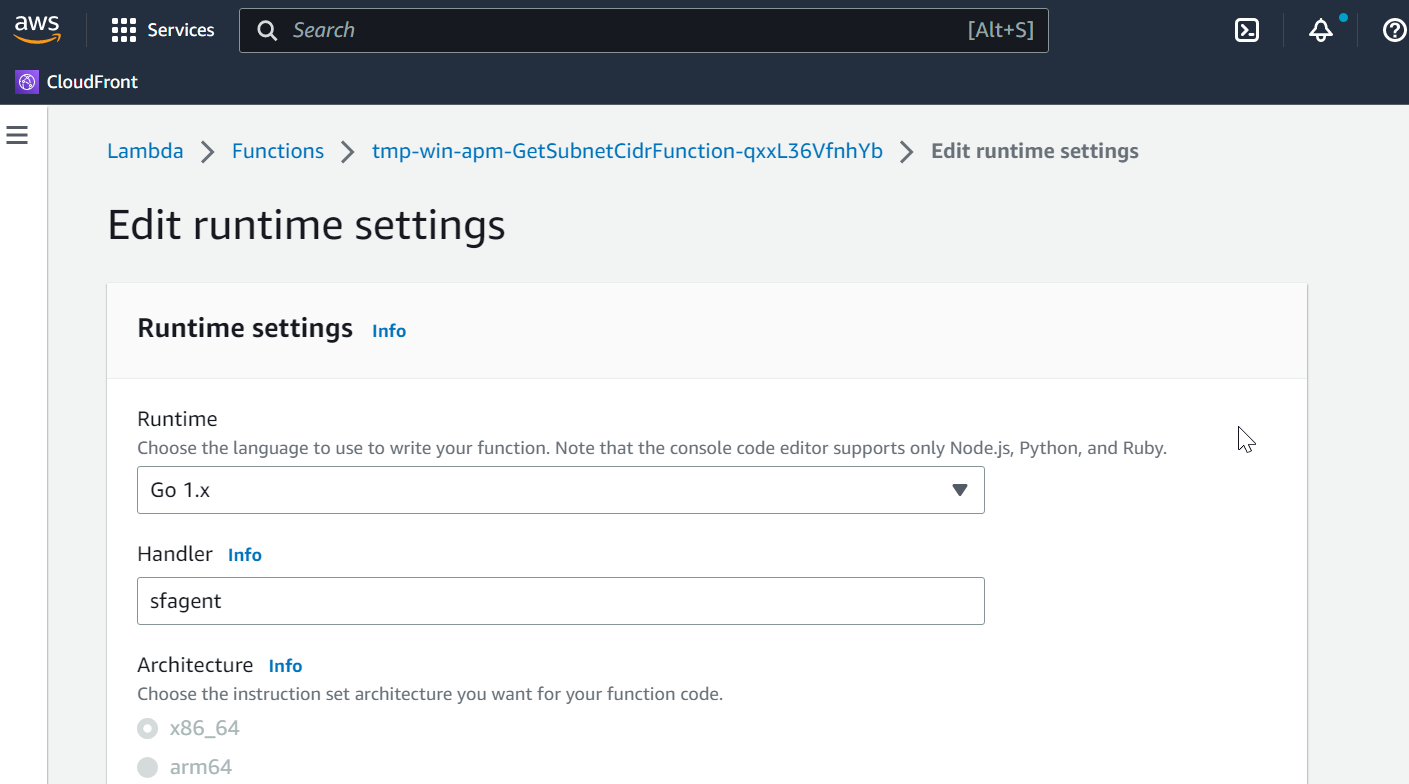 aws Services Search [Alt+S]
CloudFront
Lambda Functions tmp-win-apm-GetSubnetCidrFunction-qxxL36VfnhYb Edit runtime settings
Edit runtime settings
Runtime settings Info
Runtime
Choose the language to use to write your function. Note that the console code editor supports only Node.js, Python, and Ruby.
Go 1.x
Handler Info
sfagent
Architecture Info
Choose the instruction set architecture you want for your function code.
x86_64
arm64